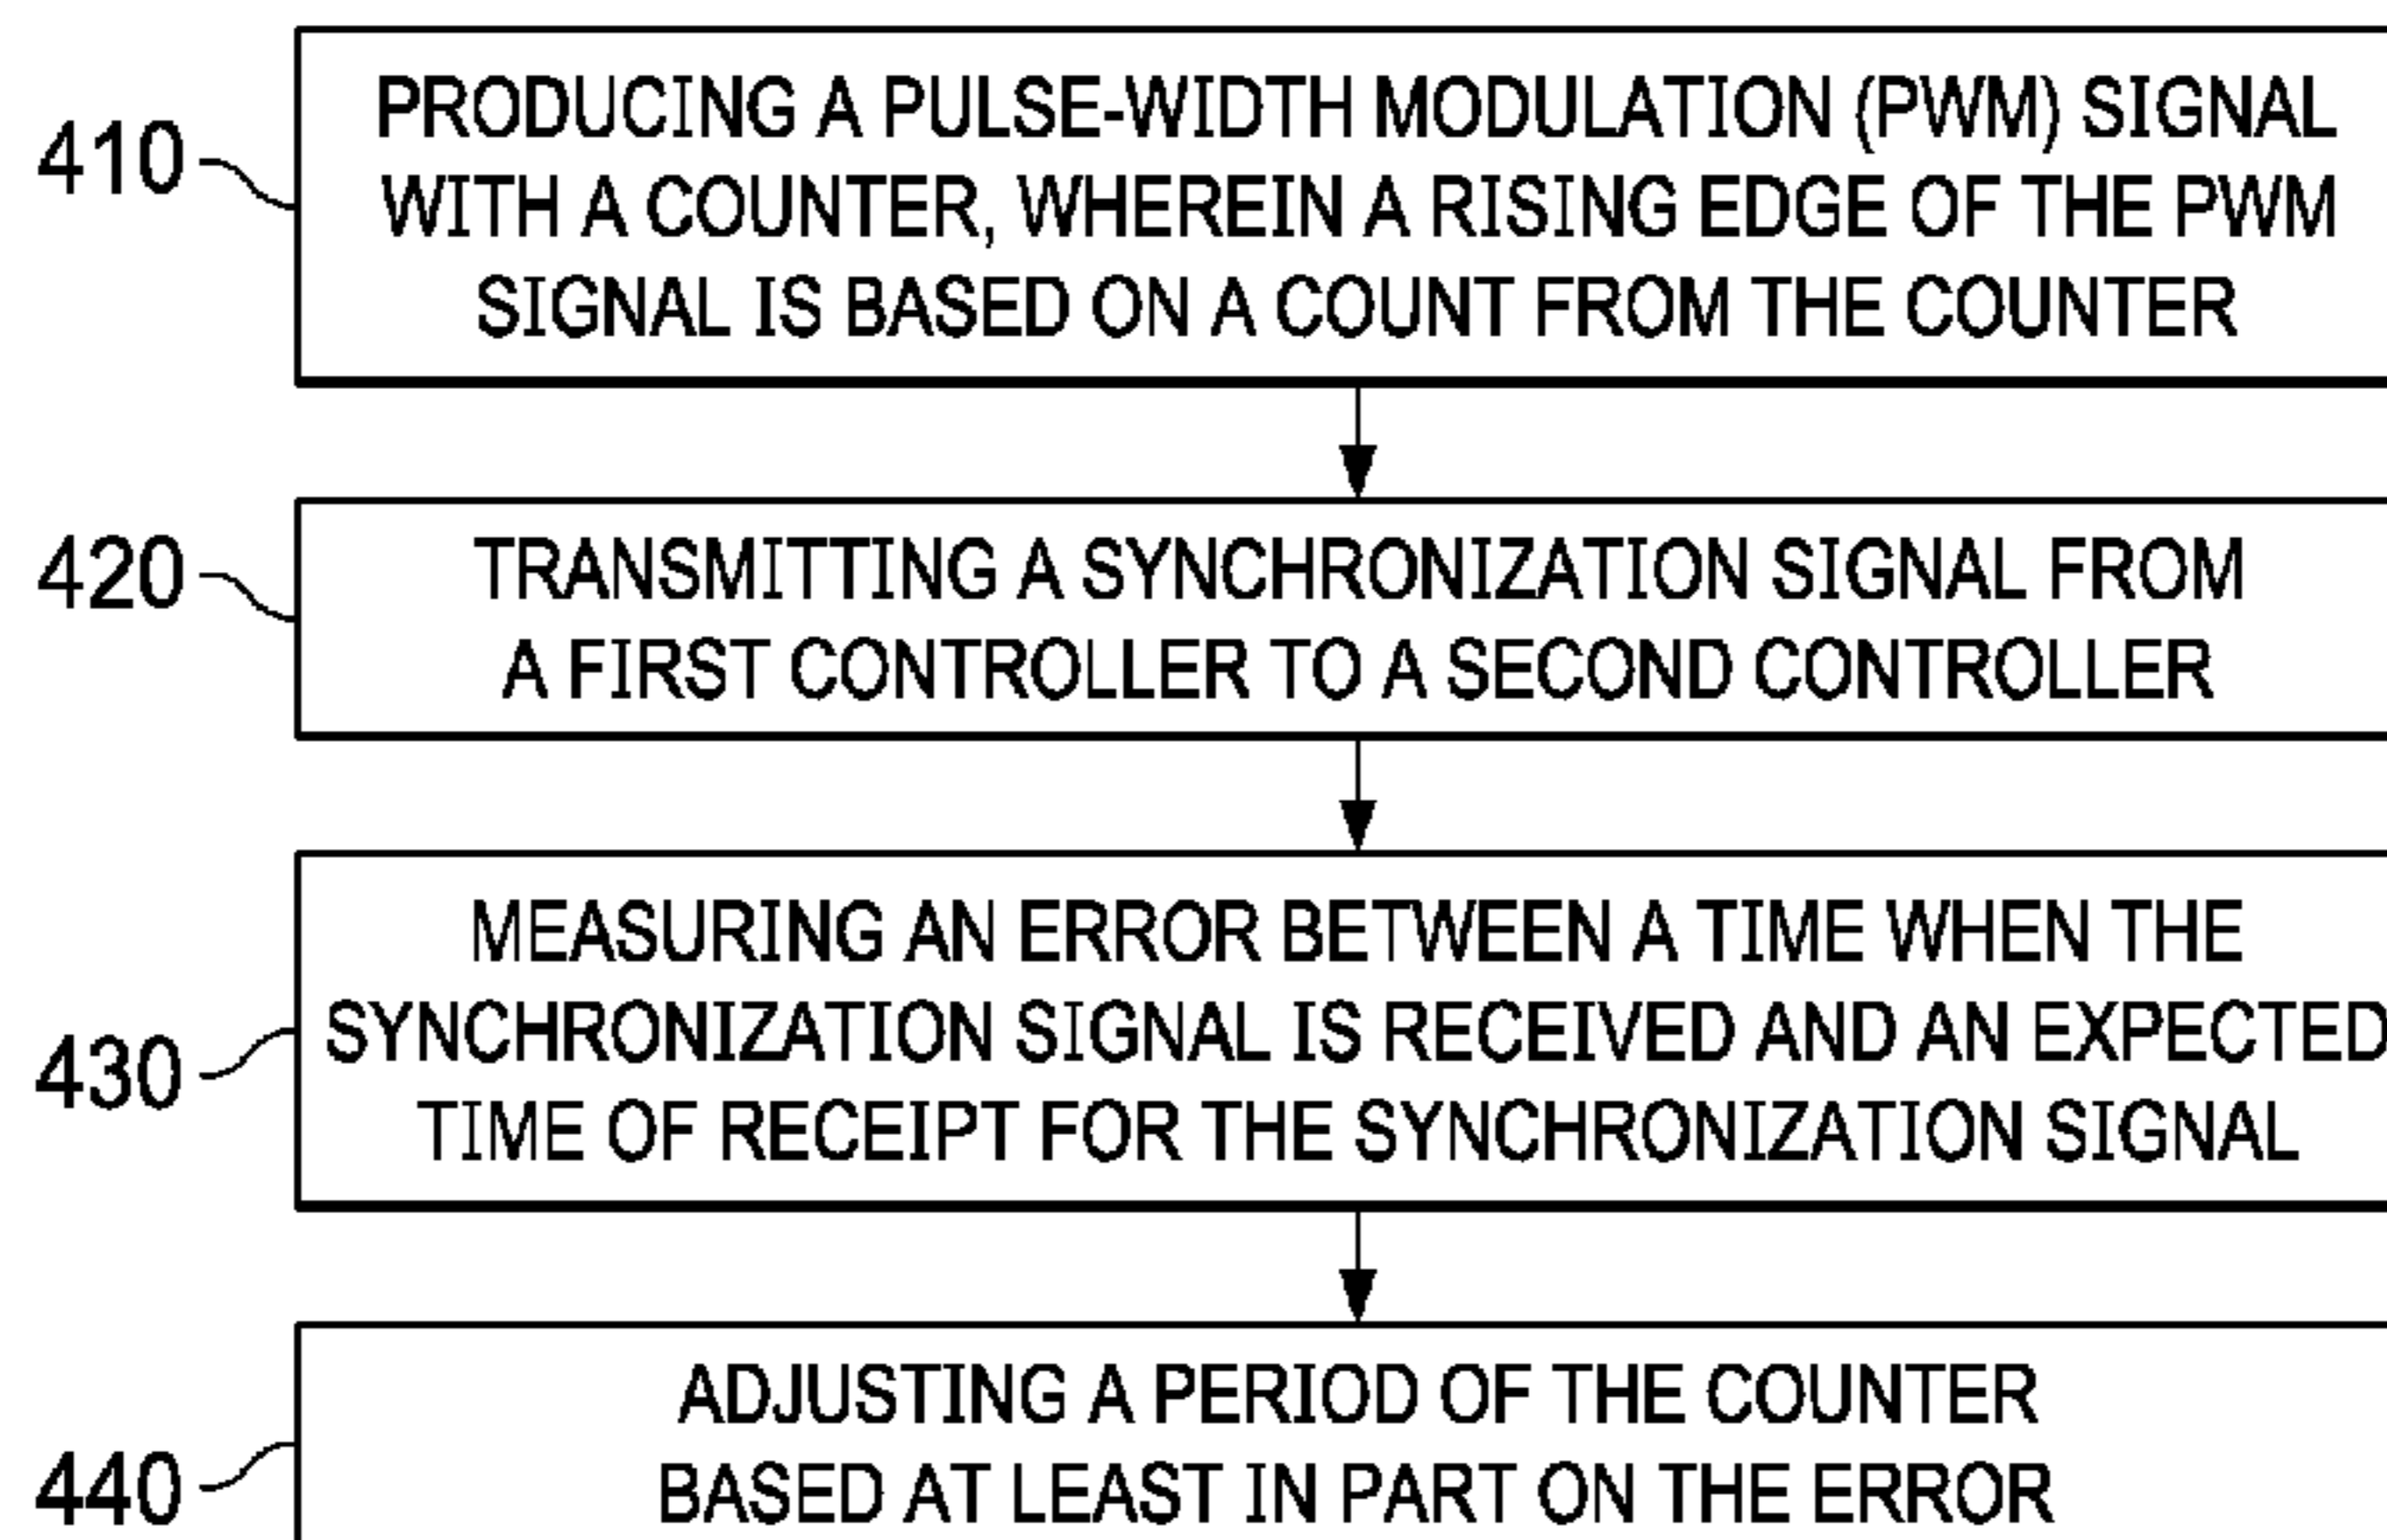 410
PRODUCING A PULSE-WIDTH MODULATION (PWM) SIGNAL
WITH A COUNTER, WHEREIN A RISING EDGE OF THE PWM
SIGNAL IS BASED ON A COUNT FROM THE COUNTER
420
TRANSMITTING A SYNCHRONIZATION SIGNAL FROM
A FIRST CONTROLLER TO A SECOND CONTROLLER
430
MEASURING AN ERROR BETWEEN A TIME WHEN THE
SYNCHRONIZATION SIGNAL IS RECEIVED AND AN EXPECTED
TIME OF RECEIPT FOR THE SYNCHRONIZATION SIGNAL
440
ADJUSTING A PERIOD OF THE COUNTER
BASED AT LEAST IN PART ON THE ERROR